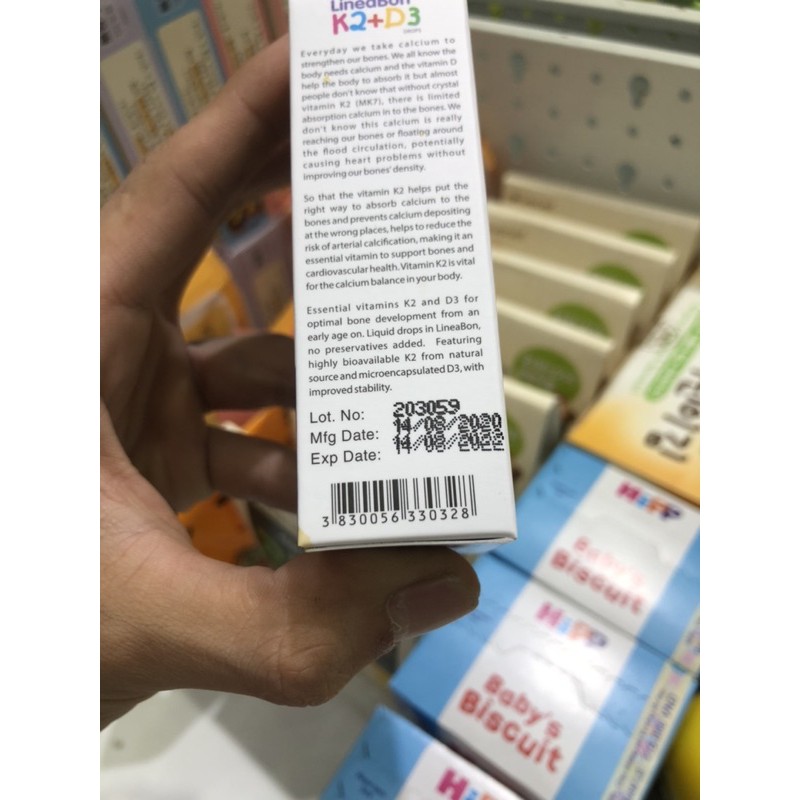 LineaBon
K2+D3
DROPS
Everyday we take calcium to
strengthen our bones. We all know the
body needs calcium and the vitamin D
help the body to absorb it but almost
people don't know that without crystal
vitamin K2 (MK7), there is limited
absorption calcium in to the bones. We
don't know this calcium is really
reaching our bones or floating around
the flood circulation, potentially
causing heart problems without
improving our bones' density.
So that the vitamin K2 helps put the
right way to absorb calcium to the
bones and prevents calcium depositing
at the wrong places, helps to reduce the
risk of arterial calcification, making it an
essential vitamin to support bones and
cardiovascular health. Vitamin K2 is vital
for the calcium balance in your body.
Essential vitamins K2 and D3 for
optimal bone development from an
early age on. Liquid drops in LineaBon,
no preservatives added. Featuring
highly bioavailable K2 from natural
source and microencapsulated D3, with
improved stability.
Lot. No: 203059
Mfg Date: 14/08/2020
Exp Date: 14/08/2022
3 830056 330328
HiPP
Baby's
Biscuit
HiPP
Baby's
Biscuit
HiPP